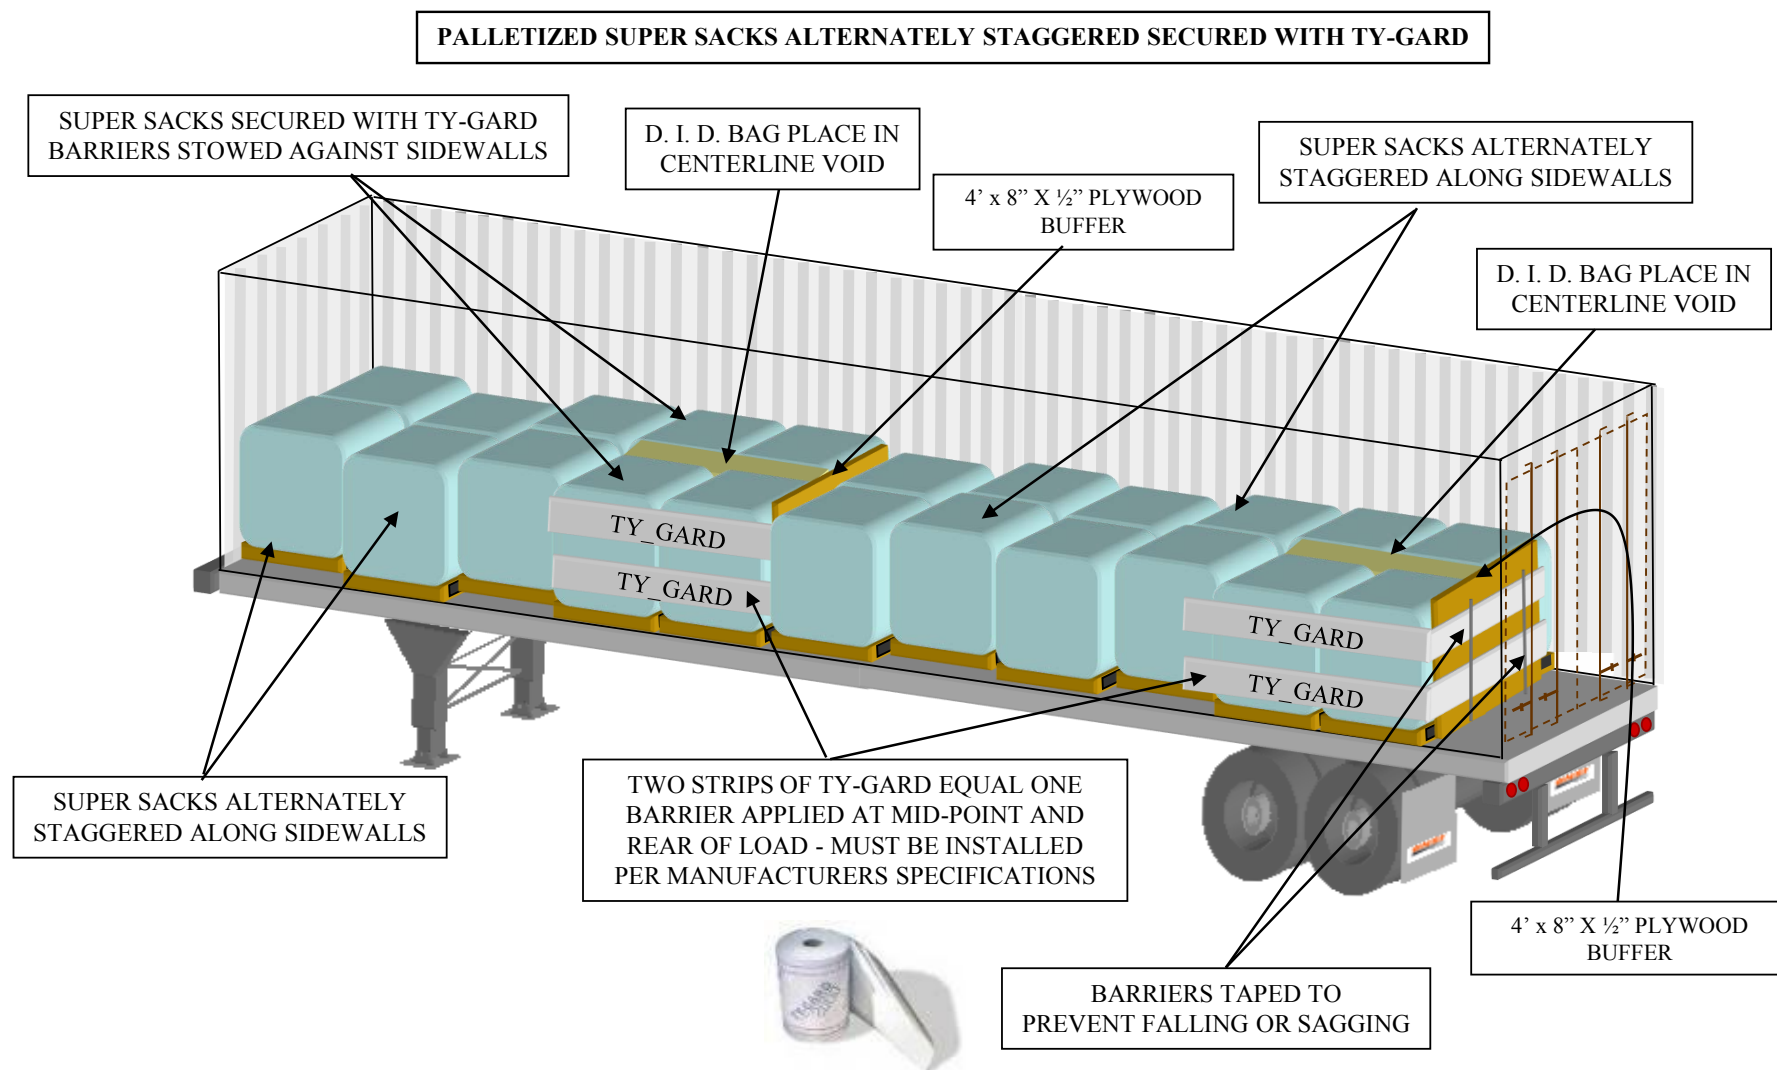 PALLETIZED SUPER SACKS ALTERNATELY STAGGERED SECURED WITH TY-GARD
SUPER SACKS SECURED WITH TY-GARD
BARRIERS STOWED AGAINST SIDEWALLS
D. I. D. BAG PLACE IN
CENTERLINE VOID
4’ x 8” X ½” PLYWOOD
BUFFER
SUPER SACKS ALTERNATELY
STAGGERED ALONG SIDEWALLS
D. I. D. BAG PLACE IN
CENTERLINE VOID
TY_GARD
TY_GARD
TY_GARD
TY_GARD
SUPER SACKS ALTERNATELY
STAGGERED ALONG SIDEWALLS
TWO STRIPS OF TY-GARD EQUAL ONE
BARRIER APPLIED AT MID-POINT AND
REAR OF LOAD - MUST BE INSTALLED
PER MANUFACTURERS SPECIFICATIONS
4’ x 8” X ½” PLYWOOD
BUFFER
BARRIERS TAPED TO
PREVENT FALLING OR SAGGING